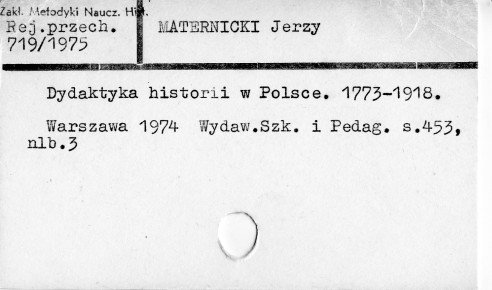 Zakł. Metodyki Naucz. Hist.
Rej.przech.
719/1975
MATERNICKI Jerzy
Dydaktyka historii w Polsce. 1773-1918.
Warszawa 1974 Wydaw.Szk. i Pedag. s.453,
nlb.3